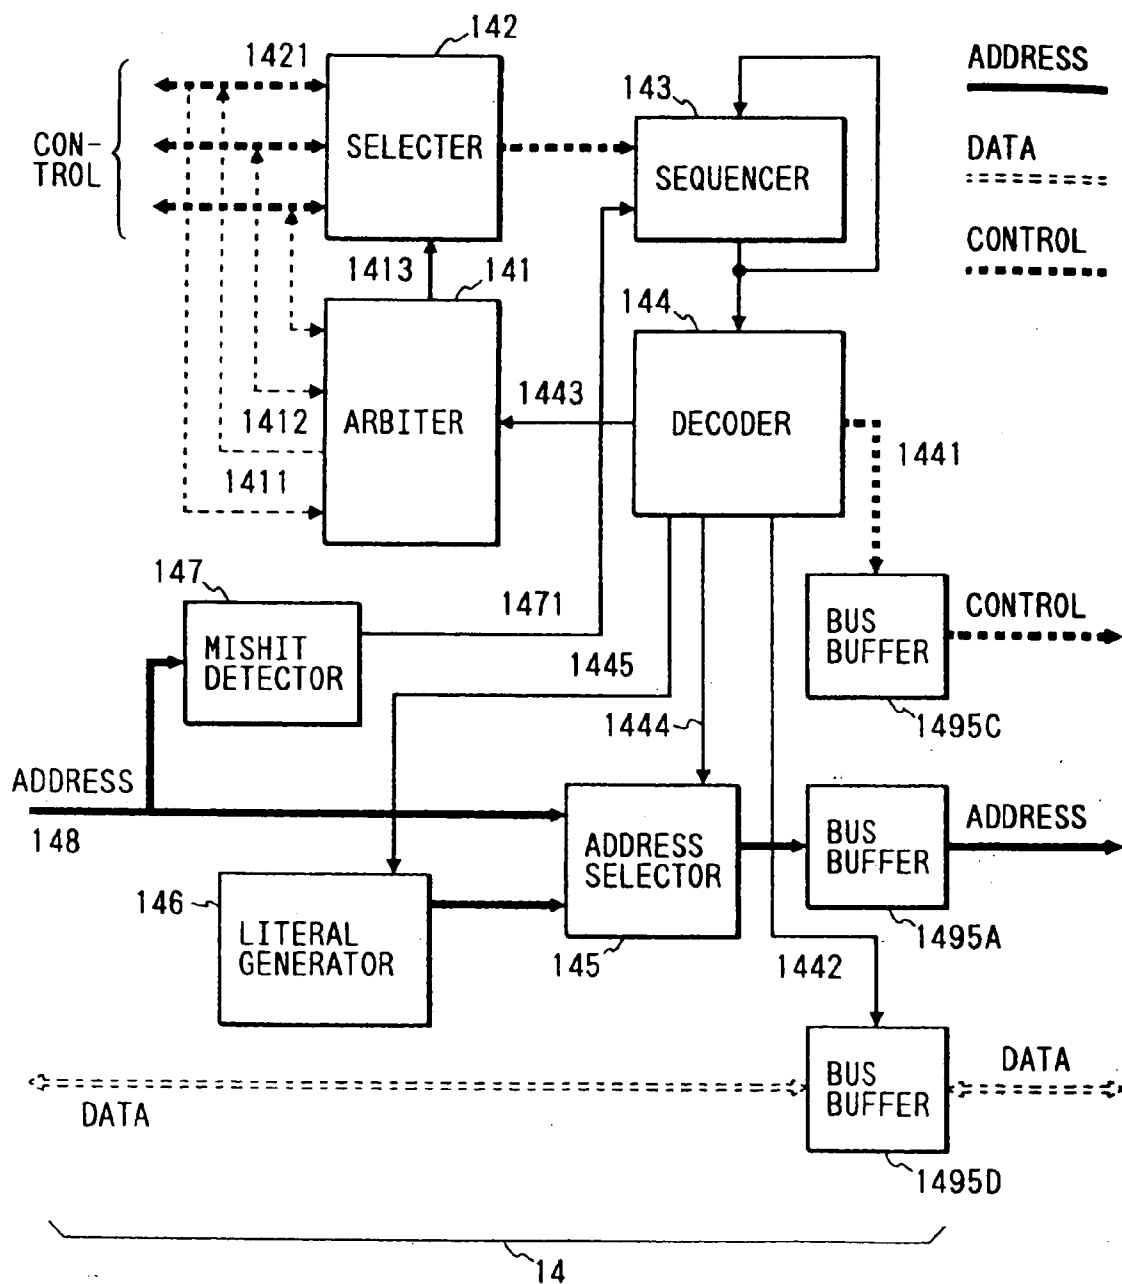 142
1421
CON-
TROL
SELECTER
143
SEQUENCER
ADDRESS
DATA
CONTROL
1413
141
144
ARBITER
1443
DECODER
1441
1412
1411
147
MISHIT
DETECTOR
1471
1445
1444
BUS
BUFFER
CONTROL
1495C
ADDRESS
148
ADDRESS
SELECTOR
145
BUS
BUFFER
ADDRESS
1495A
146
LITERAL
GENERATOR
1442
DATA
BUS
BUFFER
DATA
1495D
14